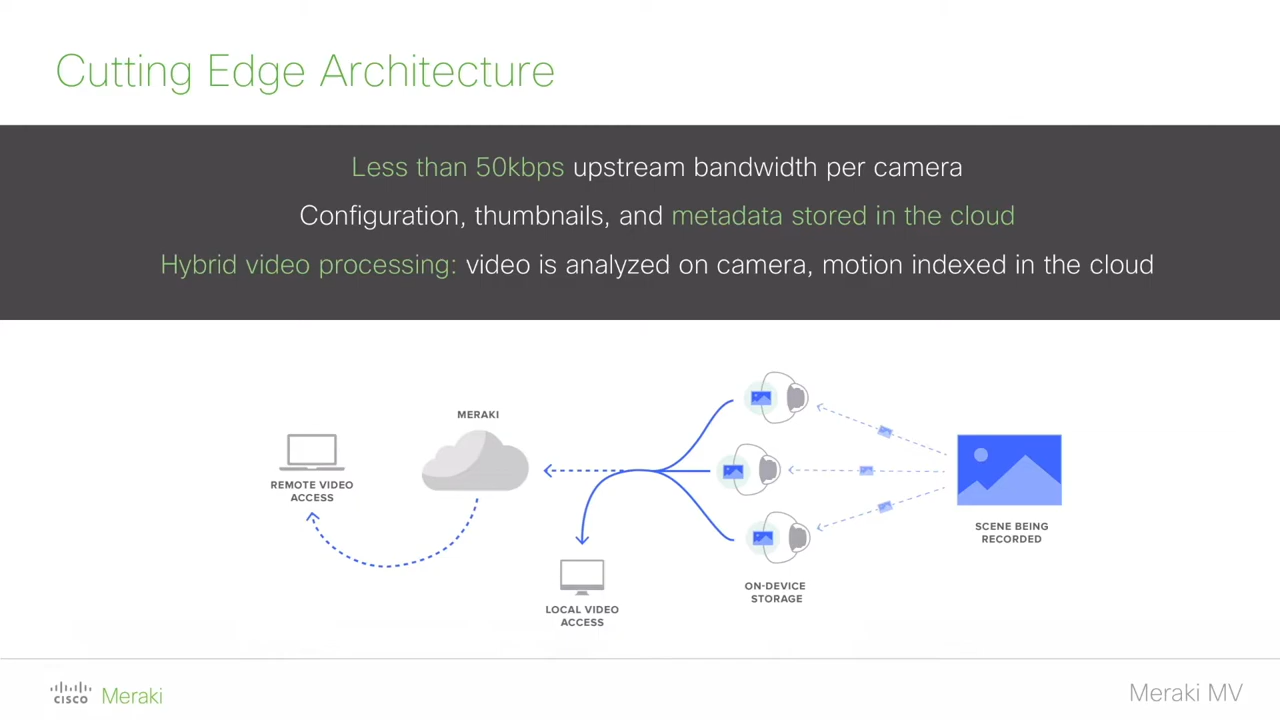 Cutting Edge Architecture
Less than 50kbps upstream bandwidth per camera
Configuration, thumbnails, and metadata stored in the cloud
Hybrid video processing: video is analyzed on camera, motion indexed in the cloud
MERAKI
REMOTE VIDEO
ACCESS
SCENE BEING
RECORDED
ON-DEVICE
STORAGE
LOCAL VIDEO
ACCESS
CISCO Meraki
Meraki MV